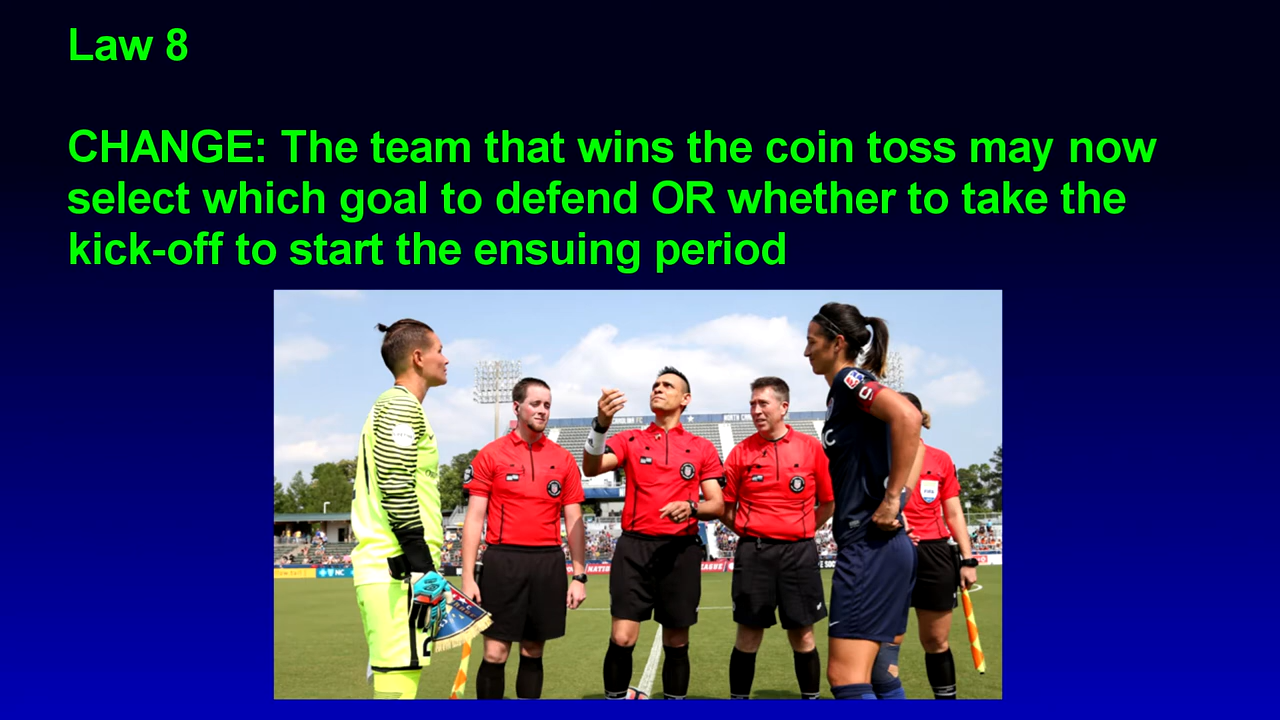 Law 8
CHANGE: The team that wins the coin toss may now
select which goal to defend OR whether to take the
kick-off to start the ensuing period